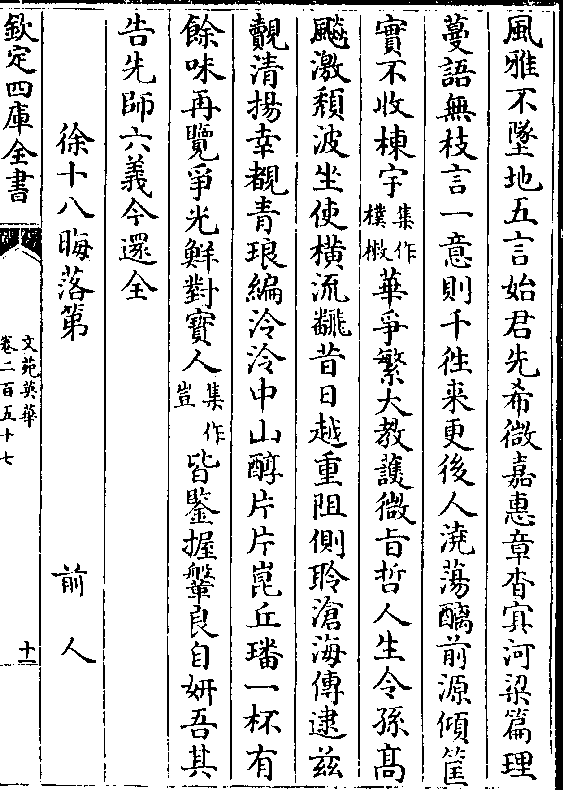 風雅不墜地五言始君先希微嘉惠章杳冥河梁篇理
蔓語無枝言一意則千徃来更後人澆蕩醨前源傾筐
實不收棟宇集作樸樕華爭繁大教護微㫖哲人生令孫髙
飈激頽波坐使横流飜昔日越重阻側聆滄海傳逮兹
覿清揚幸覩青琅編泠泠中山醇片片崑丘璠一杯有
餘味再覽爭光鮮對寳人集作豈皆鑒握鞶良自妍吾其
告先師六義今還全
徐十八晦落第 前人
欽定四庫全書
文苑英華
卷二百五十七
十一